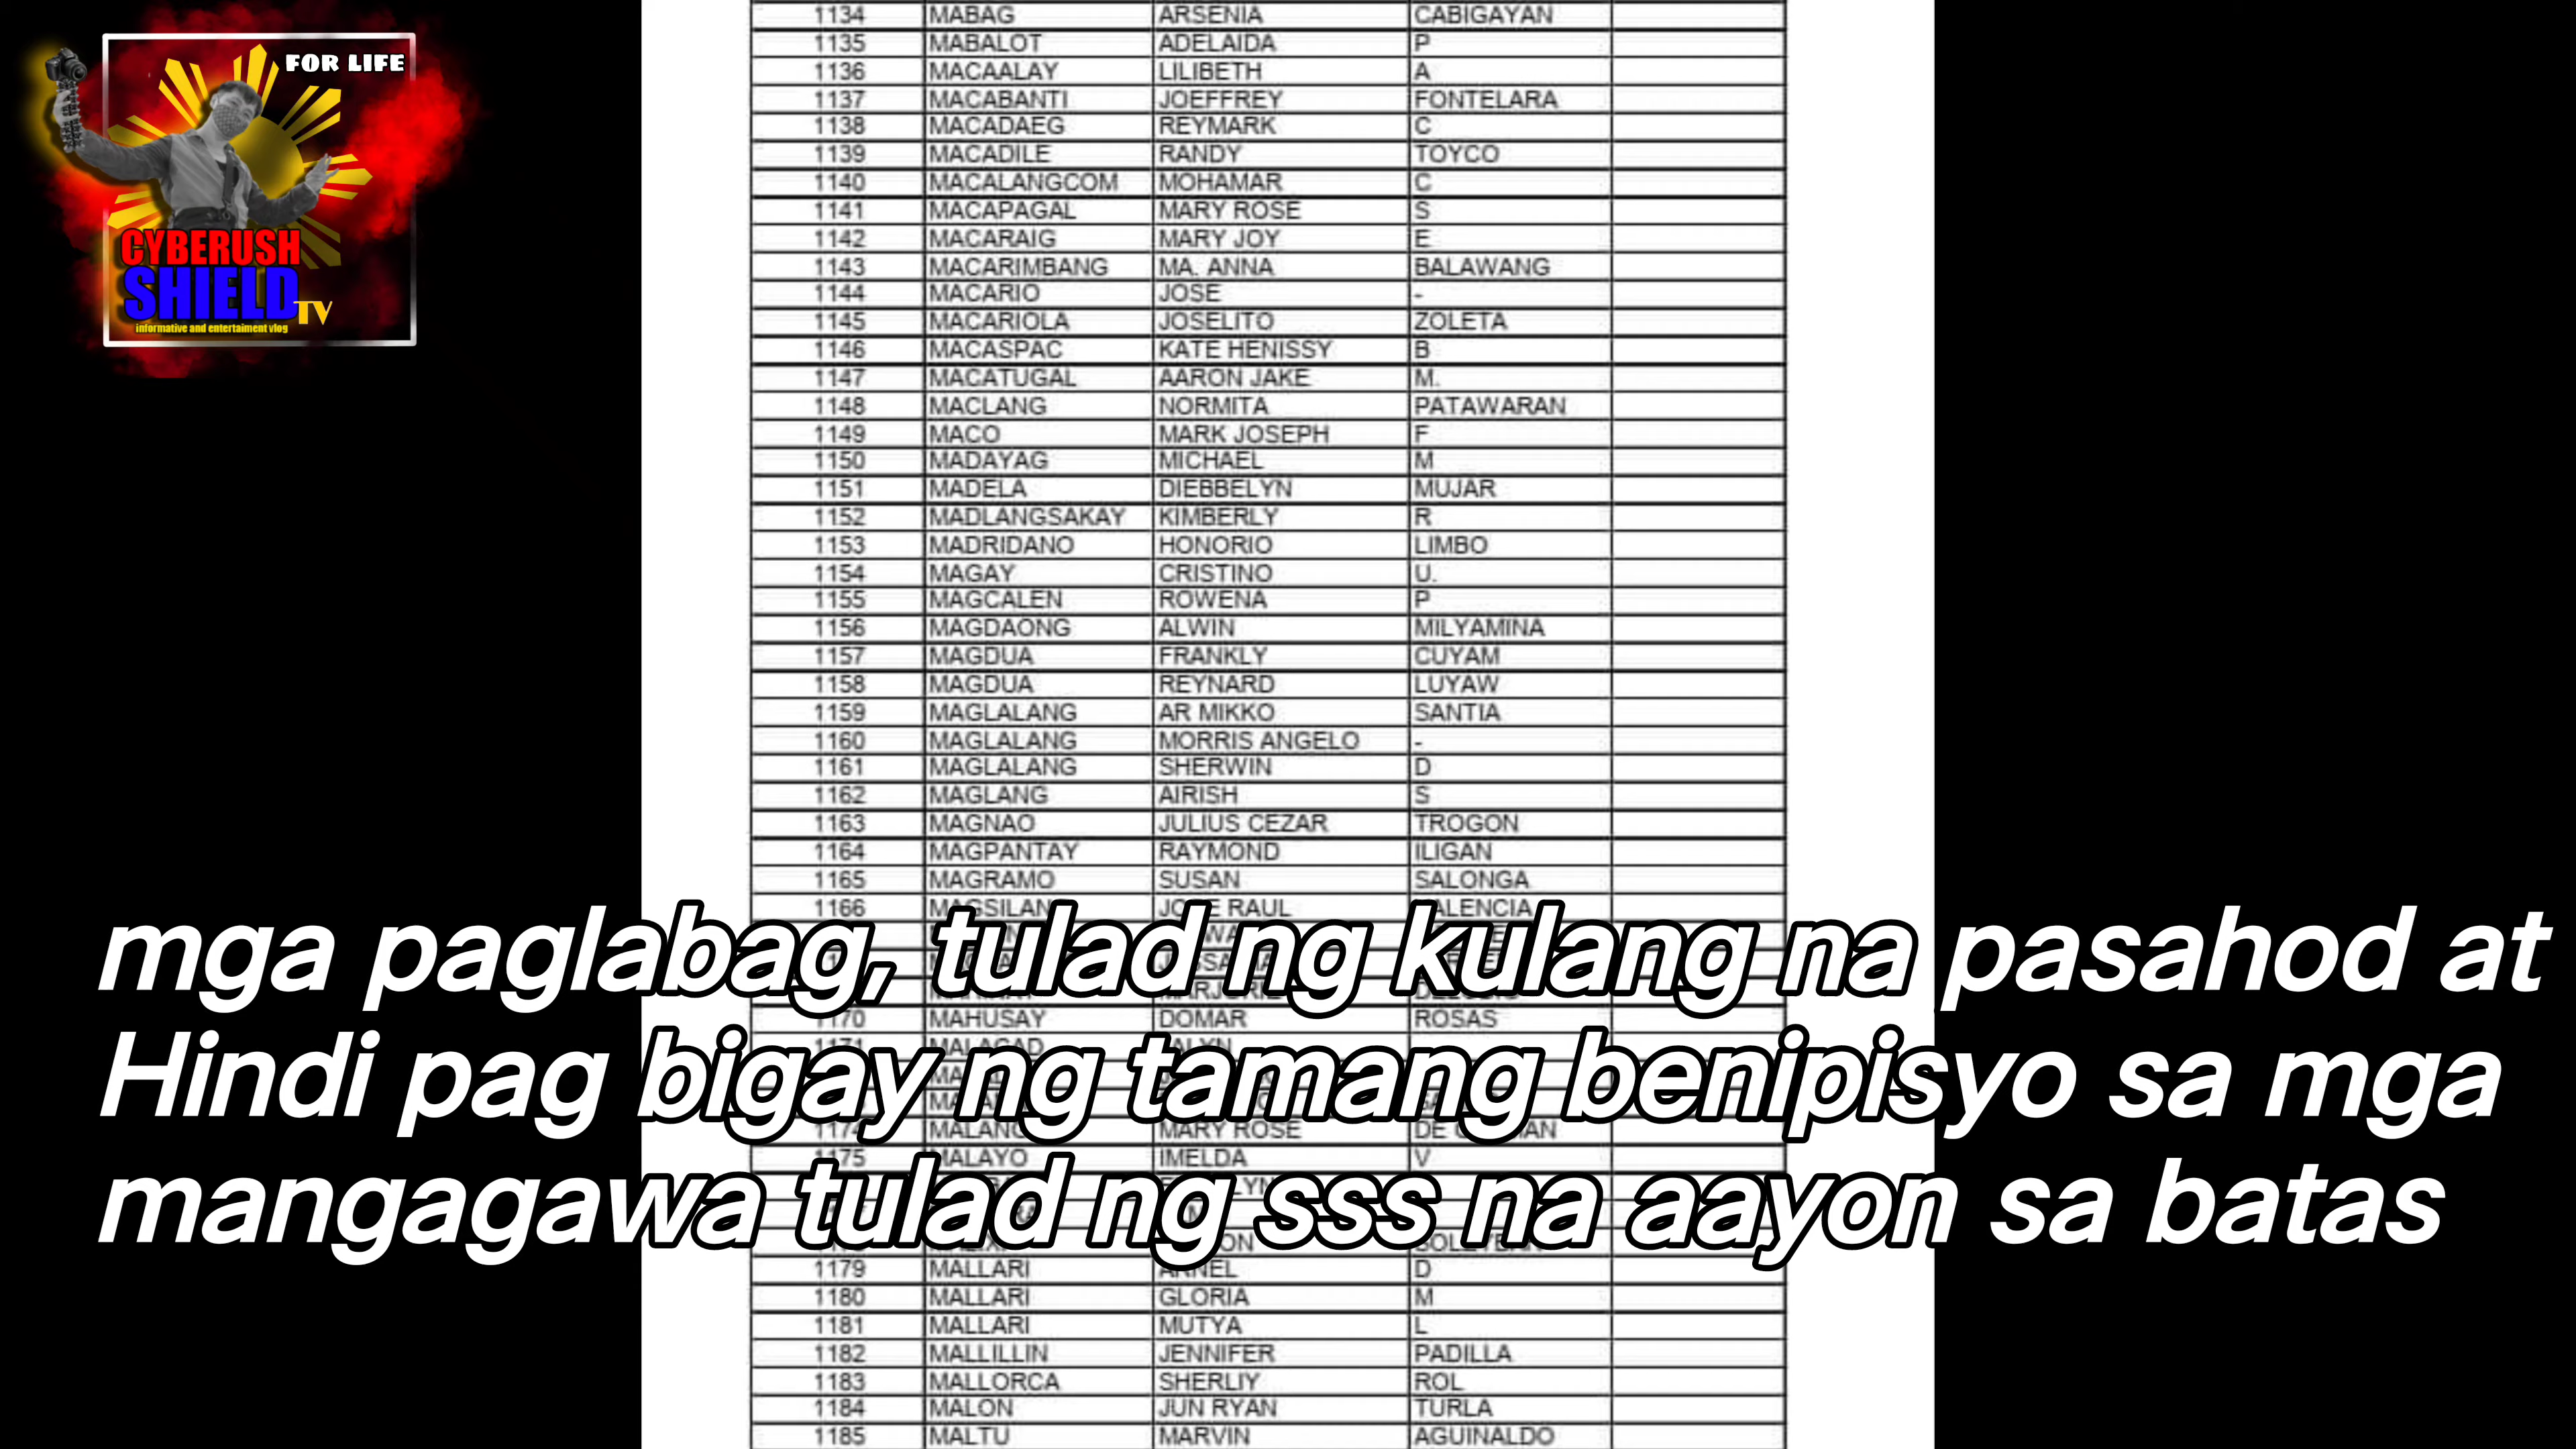 FOR LIFE
CYBERUSH
SHIELD TV
informative and entertaiment vlog
1134 MABAG ARSENIA CABIGAYAN
1135 MABALOT ADELAIDA P
1136 MACAALAY LILIBETH A
1137 MACABANTI JOEFFREY FONTELARA
1138 MACADAEG REYMARK C
1139 MACADILE RANDY TOYCO
1140 MACALANGCOM MOHAMAR C
1141 MACAPAGAL MARY ROSE S
1142 MACARAIG MARY JOY E
1143 MACARIMBANG MA. ANNA BALAWANG
1144 MACARIO JOSE -
1145 MACARIOLA JOSELITO ZOLETA
1146 MACASPAC KATE HENISSY B
1147 MACATUGAL AARON JAKE M.
1148 MACLANG NORMITA PATAWARAN
1149 MACO MARK JOSEPH F
1150 MADAYAG MICHAEL M
1151 MADELA DIEBBELYN MUJAR
1152 MADLANGSAKAY KIMBERLY R
1153 MADRIDANO HONORIO LIMBO
1154 MAGAY CRISTINO U.
1155 MAGCALEN ROWENA P
1156 MAGDAONG ALWIN MILYAMINA
1157 MAGDUA FRANKLY CUYAM
1158 MAGDUA REYNARD LUYAW
1159 MAGLALANG AR MIKKO SANTIA
1160 MAGLALANG MORRIS ANGELO -
1161 MAGLALANG SHERWIN D
1162 MAGLANG AIRISH S
1163 MAGNAO JULIUS CEZAR TROGON
1164 MAGPANTAY RAYMOND ILIGAN
1165 MAGRAMO SUSAN SALONGA
1166 RAUL
mga paglabag, tulad ng kulang na pasahod at
MAHUSAY DOMAR ROSAS
Hindi pag bigay ng tamang benipisyo sa mga
MARY ROSE
MALAYO IMELDA V
mangagawa tulad ng sss na aayon sa batas
1179 MALLARI ARNEL D
1180 MALLARI GLORIA M
1181 MALLARI MUTYA L
1182 MALLILLIN JENNIFER PADILLA
1183 MALLORCA SHERLIY ROL
1184 MALON JUN RYAN TURLA
1185 MALTU MARVIN AGUINALDO